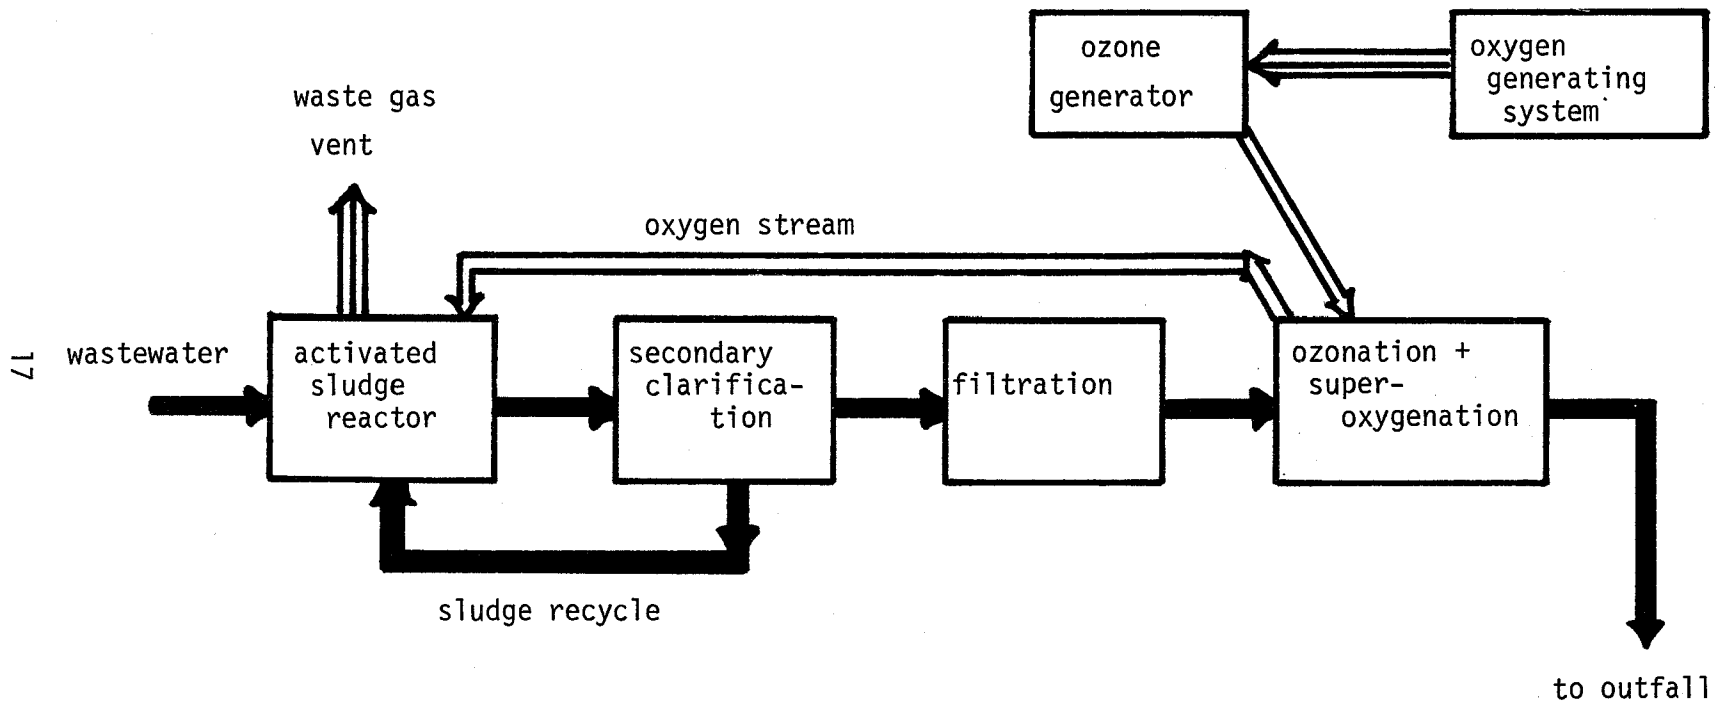 ozone
generator
oxygen
generating
system
waste gas
vent
oxygen stream
17
wastewater
activated
sludge
reactor
secondary
clarifica-
tion
filtration
ozonation +
super-
oxygenation
sludge recycle
to outfall